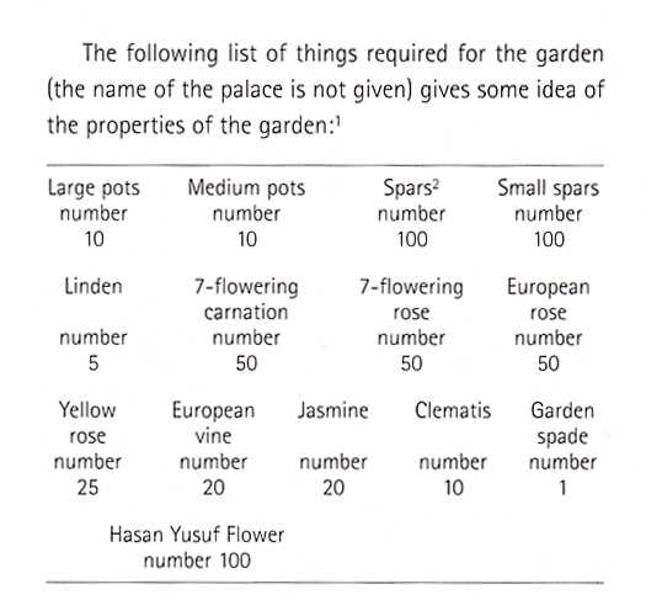 The following list of things required for the garden
(the name of the palace is not given) gives some idea of
the properties of the garden:¹
Large pots Medium pots Spars² Small spars
number number number number
10 10 100 100
Linden 7-flowering 7-flowering European
carnation rose rose
number number number number
5 50 50 50
Yellow European Jasmine Clematis Garden
rose vine spade
number number number number number
25 20 20 10 1
Hasan Yusuf Flower
number 100